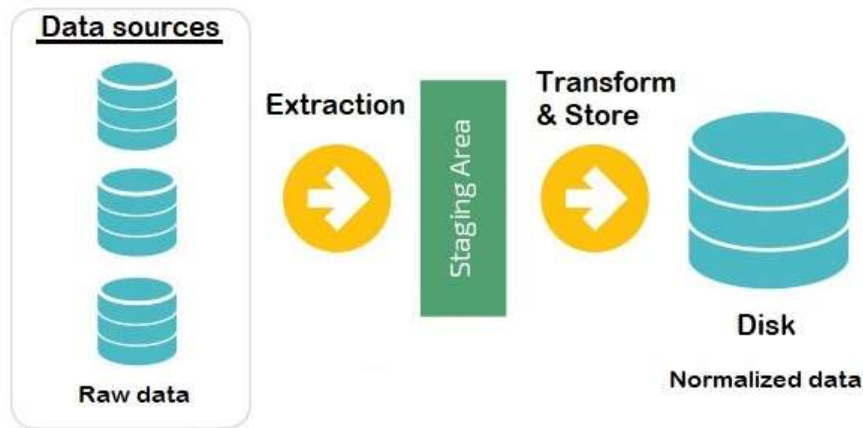 Data sources
Raw data
Extraction
Staging Area
Transform
& Store
Disk
Normalized data